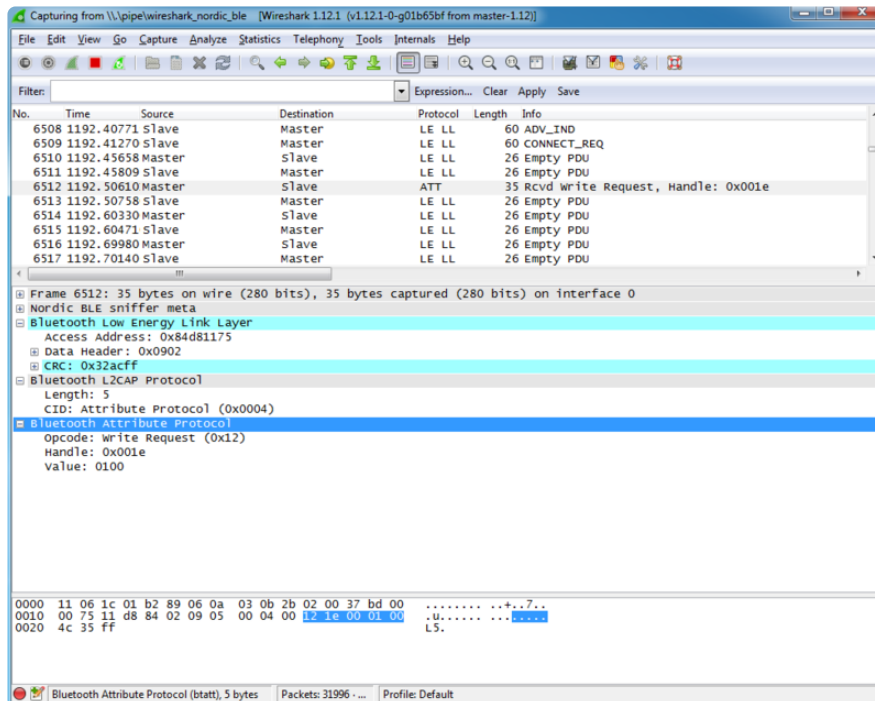 Capturing from \\.\pipe\wireshark_nordic_ble [Wireshark 1.12.1 (v1.12.1-0-g01b65bf from master-1.12)]
File Edit View Go Capture Analyze Statistics Telephony Tools Internals Help
Filter: Expression... Clear Apply Save
No. Time Source Destination Protocol Length Info
6508 1192.40771 Slave Master LE LL 60 ADV_IND
6509 1192.41270 Slave Master LE LL 60 CONNECT_REQ
6510 1192.45658 Master Slave LE LL 26 Empty PDU
6511 1192.45809 Slave Master LE LL 26 Empty PDU
6512 1192.50610 Master Slave ATT 35 Rcvd Write Request, Handle: 0x001e
6513 1192.50758 Slave Master LE LL 26 Empty PDU
6514 1192.60330 Master Slave LE LL 26 Empty PDU
6515 1192.60471 Slave Master LE LL 26 Empty PDU
6516 1192.69980 Master Slave LE LL 26 Empty PDU
6517 1192.70140 Slave Master LE LL 26 Empty PDU
Frame 6512: 35 bytes on wire (280 bits), 35 bytes captured (280 bits) on interface 0
Nordic BLE sniffer meta
Bluetooth Low Energy Link Layer
Access Address: 0x84d81175
Data Header: 0x0902
CRC: 0x32acff
Bluetooth L2CAP Protocol
Length: 5
CID: Attribute Protocol (0x0004)
Bluetooth Attribute Protocol
Opcode: Write Request (0x12)
Handle: 0x001e
Value: 0100
0000 11 06 1c 01 b2 89 06 0a 03 0b 2b 02 00 37 bd 00 ........ ..+..7..
0010 00 75 11 d8 84 02 09 05 00 04 00 12 1e 00 01 00 .u...... ........
0020 4c 35 ff L5.
Bluetooth Attribute Protocol (btatt), 5 bytes Packets: 31996 · ... Profile: Default